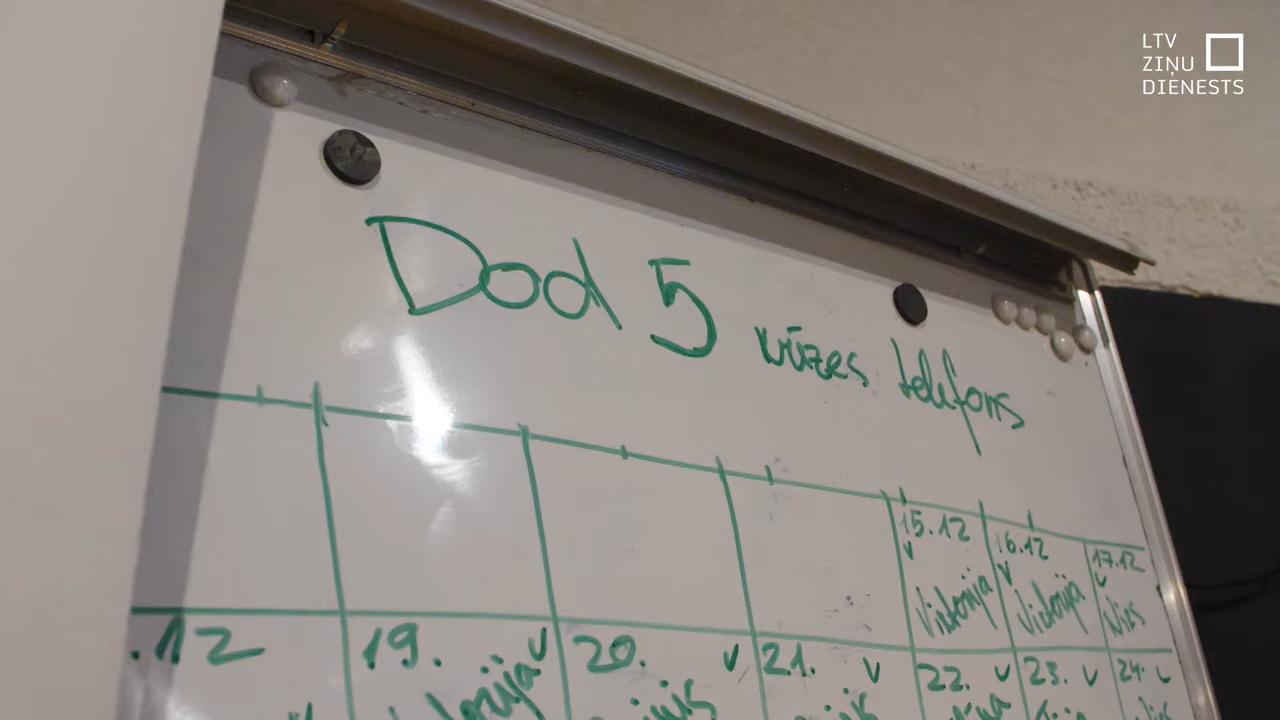 LTV
ZIŅU
DIENESTS
Dod 5 krīzes telefons
15.12 16.12 17.12
v v v
Viktorija Viktorija
.12 19. v 20. v 21. v 22. v 23. v 24. v